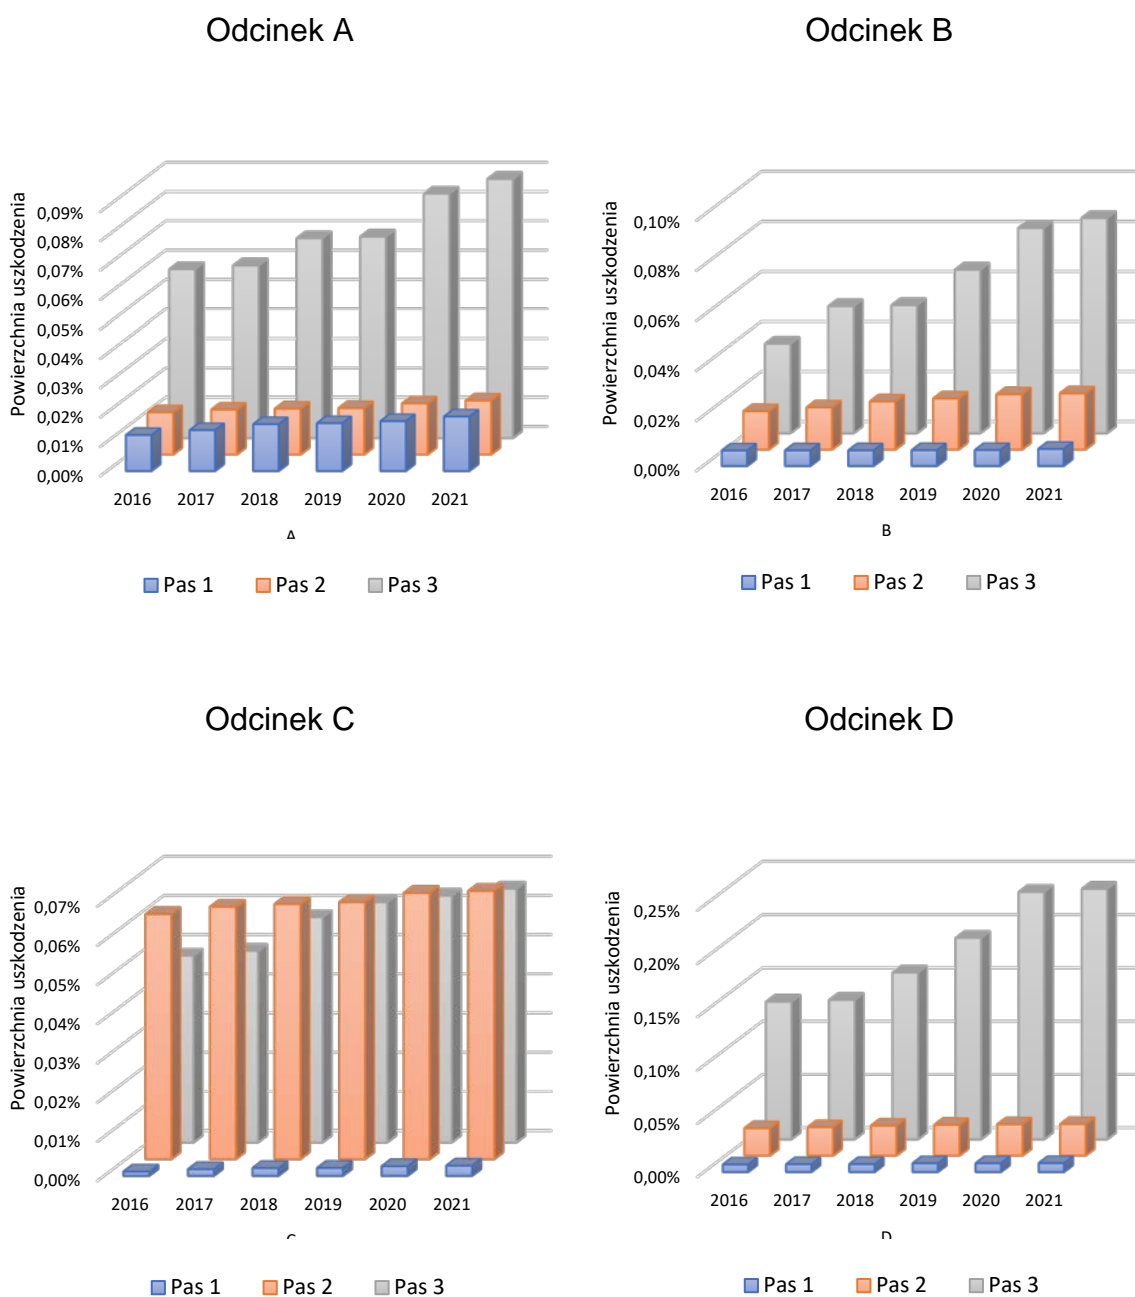 Odcinek A
Odcinek B
Powierzchnia uszkodzenia
0,09%
0,08%
0,07%
0,06%
0,05%
0,04%
0,03%
0,02%
0,01%
0,00%
2016 2017 2018 2019 2020 2021
A
Pas 1 Pas 2 Pas 3
Powierzchnia uszkodzenia
0,10%
0,08%
0,06%
0,04%
0,02%
0,00%
2016 2017 2018 2019 2020 2021
B
Pas 1 Pas 2 Pas 3
Odcinek C
Odcinek D
Powierzchnia uszkodzenia
0,07%
0,06%
0,05%
0,04%
0,03%
0,02%
0,01%
0,00%
2016 2017 2018 2019 2020 2021
C
Pas 1 Pas 2 Pas 3
Powierzchnia uszkodzenia
0,25%
0,20%
0,15%
0,10%
0,05%
0,00%
2016 2017 2018 2019 2020 2021
D
Pas 1 Pas 2 Pas 3